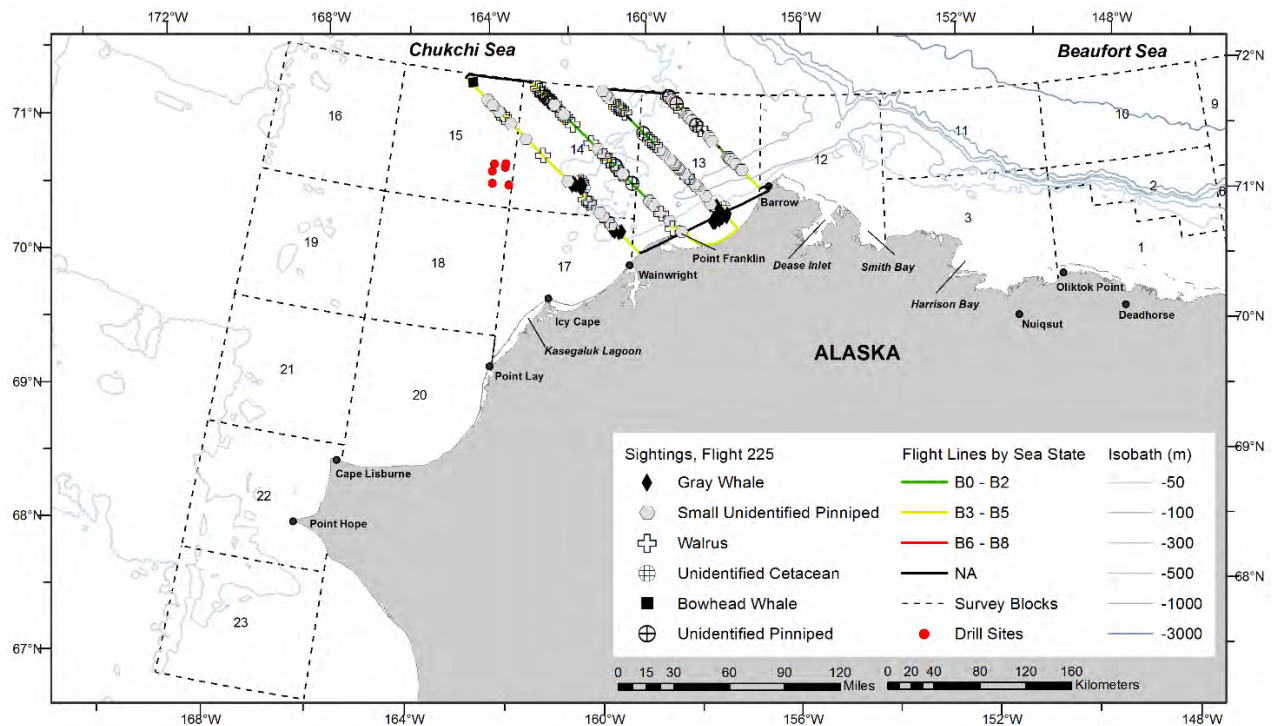 172°W
168°W
164°W
160°W
156°W
152°W
148°W
Chukchi Sea
Beaufort Sea
72°N
71°N
16
15
14
13
12
11
10
9
2
6
3
1
71°N
Barrow
70°N
19
18
17
Wainwright
Point Franklin
Dease Inlet
Smith Bay
Harrison Bay
Oliktok Point
Deadhorse
Nuiqsut
70°N
Icy Cape
Kasegaluk Lagoon
ALASKA
69°N
21
20
Point Lay
69°N
Cape Lisburne
22
68°N
Point Hope
68°N
23
67°N
67°N
Sightings, Flight 225
Gray Whale
Small Unidentified Pinniped
Walrus
Unidentified Cetacean
Bowhead Whale
Unidentified Pinniped
Flight Lines by Sea State
B0 - B2
B3 - B5
B6 - B8
NA
Survey Blocks
Drill Sites
Isobath (m)
-50
-100
-300
-500
-1000
-3000
0 15 30 60 90 120
Miles
0 20 40 80 120 160
Kilometers
168°W
164°W
160°W
156°W
152°W
148°W